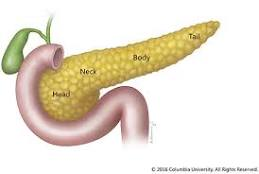 Tail
Body
Neck
Head
© 2016 Columbia University. All Rights Reserved.